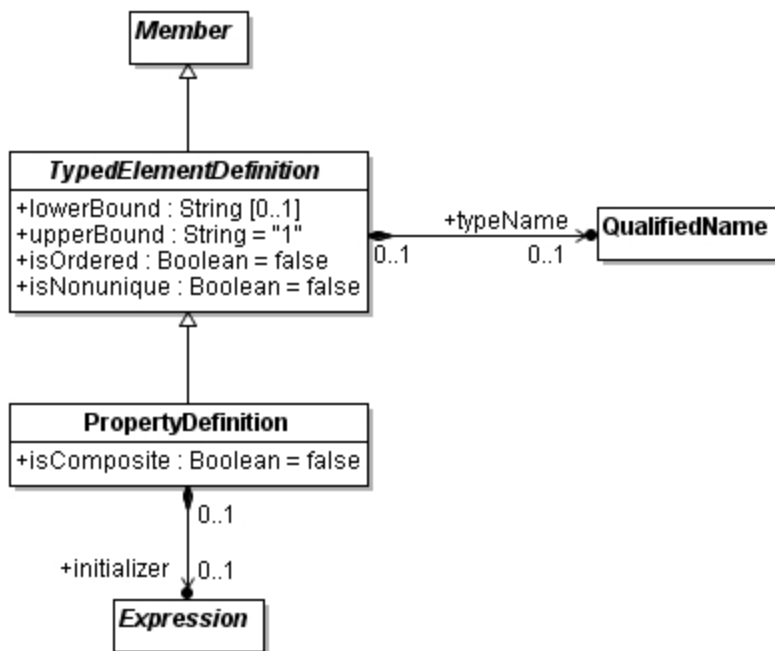 Member
TypedElementDefinition
+lowerBound : String [0..1]
+upperBound : String = "1"
+isOrdered : Boolean = false
+isNonunique : Boolean = false
+typeName
0..1
0..1
QualifiedName
PropertyDefinition
+isComposite : Boolean = false
0..1
+initializer
0..1
Expression